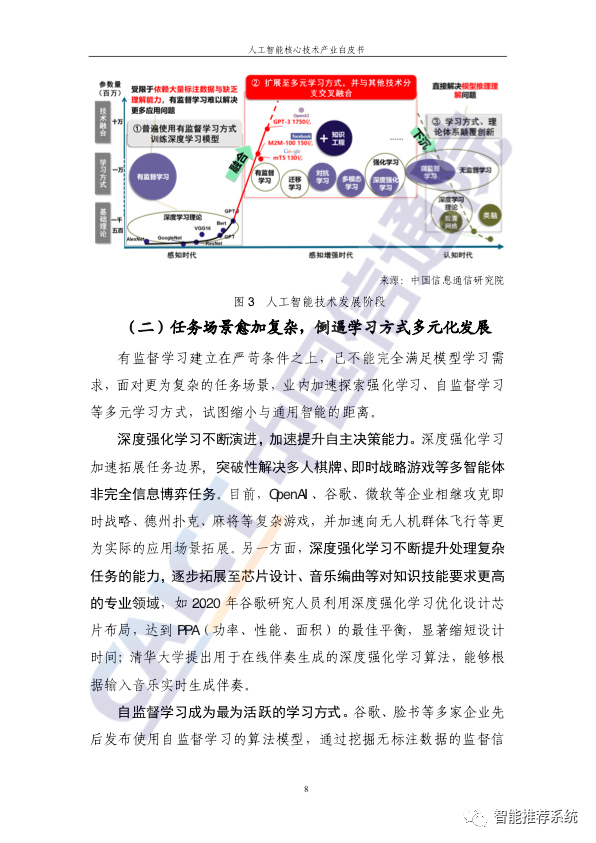 人工智能核心技术产业白皮书
参数量
(百万)
受限于依赖大量标注数据与缺乏
理解能力，有监督学习难以解决
更多应用问题
② 扩展至多元学习方式，并与其他技术分
支交叉融合
直接解决模型推理理
解问题
技术融合
十万
①普遍使用有监督学习方式
训练深度学习模型
OpenAI
GPT-3 1750亿
facebook
M2M-100 150亿
Google
mT5 130亿
+
知识
工程
……
下沉
③ 学习方式、理
论体系颠覆创新
融合
学习方式
一万
有监督学习
有监督
学习
迁移
学习
对抗
学习
多模态
学习
强化学习
深度强化
学习
自监督
学习
无监督学习
基础理论
一千
五百
深度学习理论
AlexNet
GoogleNet
VGG16
ResNet
Bert
GPT
GPT-2
深度学习
理论
胶囊
网络
类脑
感知时代
感知增强时代
认知时代
来源：中国信息通信研究院
图 3 人工智能技术发展阶段
（二）任务场景愈加复杂，倒逼学习方式多元化发展
有监督学习建立在严苛条件之上，已不能完全满足模型学习需
求，面对更为复杂的任务场景，业内加速探索强化学习、自监督学习
等多元学习方式，试图缩小与通用智能的距离。
深度强化学习不断演进，加速提升自主决策能力。深度强化学习
加速拓展任务边界，突破性解决多人棋牌、即时战略游戏等多智能体
非完全信息博弈任务。目前，OpenAI、谷歌、微软等企业相继攻克即
时战略、德州扑克、麻将等复杂游戏，并加速向无人机群体飞行等更
为实际的应用场景拓展。另一方面，深度强化学习不断提升处理复杂
任务的能力，逐步拓展至芯片设计、音乐编曲等对知识技能要求更高
的专业领域，如 2020 年谷歌研究人员利用深度强化学习优化设计芯
片布局，达到 PPA（功率、性能、面积）的最佳平衡，显著缩短设计
时间；清华大学提出用于在线伴奏生成的深度强化学习算法，能够根
据输入音乐实时生成伴奏。
自监督学习成为最为活跃的学习方式。谷歌、脸书等多家企业先
后发布使用自监督学习的算法模型，通过挖掘无标注数据的监督信
8
CAICT 中国信通院
智能推荐系统